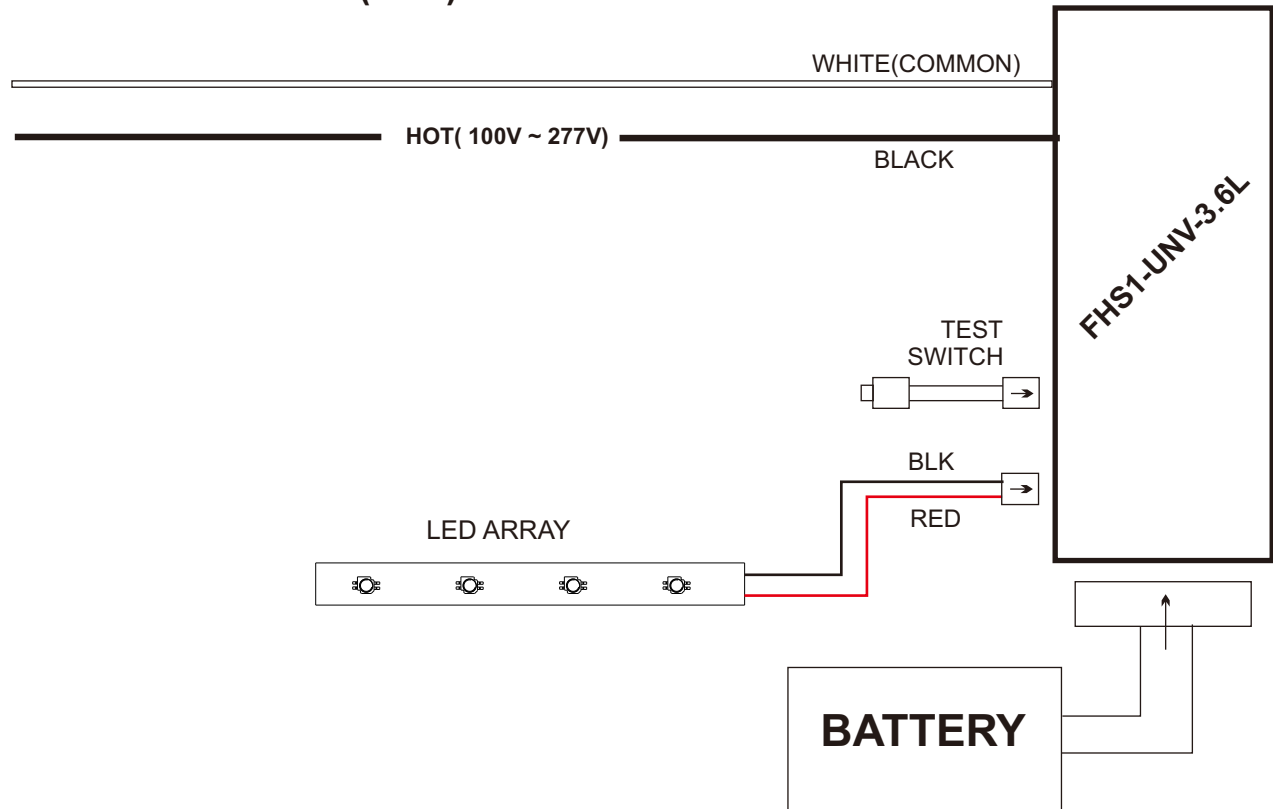 WHITE(COMMON)
HOT( 100V ~ 277V)
BLACK
FHS1-UNV-3.6L
TEST
SWITCH
BLK
RED
LED ARRAY
BATTERY